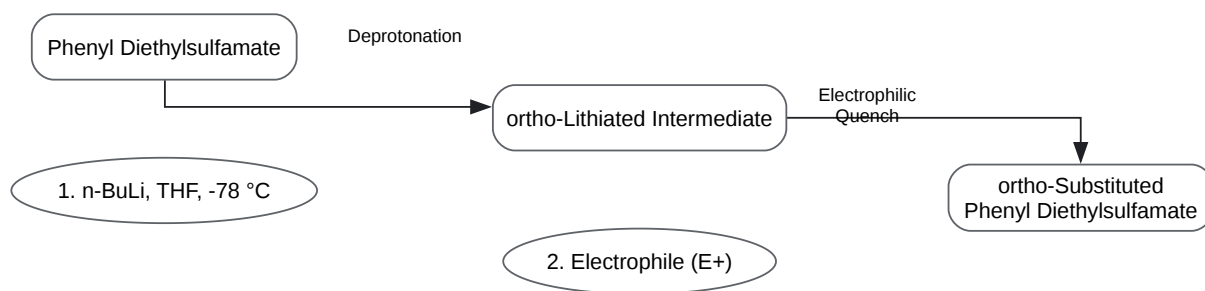 Phenyl Diethylsulfamate
Deprotonation
ortho-Lithiated Intermediate
Electrophilic
Quench
1. n-BuLi, THF, -78 °C
ortho-Substituted
Phenyl Diethylsulfamate
2. Electrophile (E+)